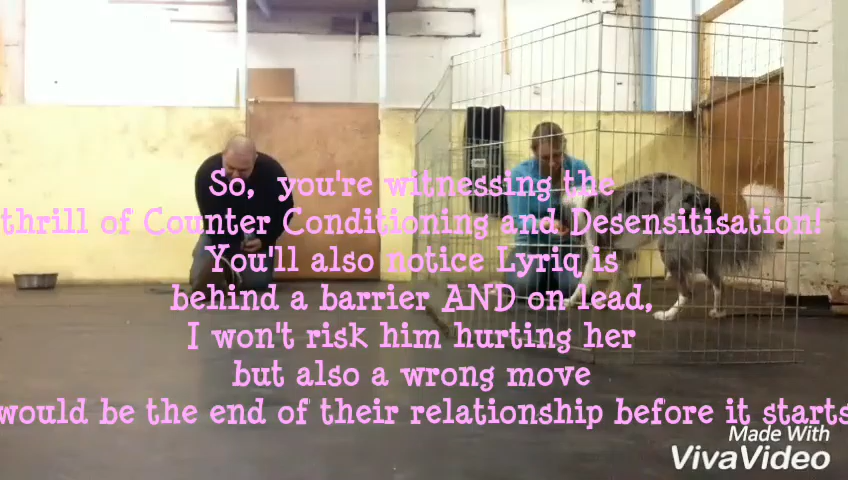 So, you're witnessing the
thrill of Counter Conditioning and Desensitisation!
You'll also notice Lyriq is
behind a barrier AND on lead,
I won't risk him hurting her
but also a wrong move
would be the end of their relationship before it starts
Made With
VivaVideo